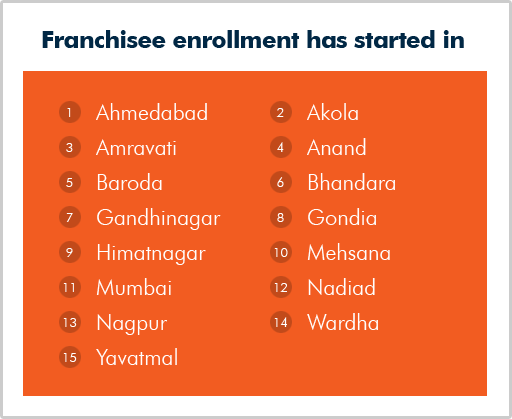 Franchisee enrollment has started in
1 Ahmedabad 2 Akola
3 Amravati 4 Anand
5 Baroda 6 Bhandara
7 Gandhinagar 8 Gondia
9 Himatnagar 10 Mehsana
11 Mumbai 12 Nadiad
13 Nagpur 14 Wardha
15 Yavatmal